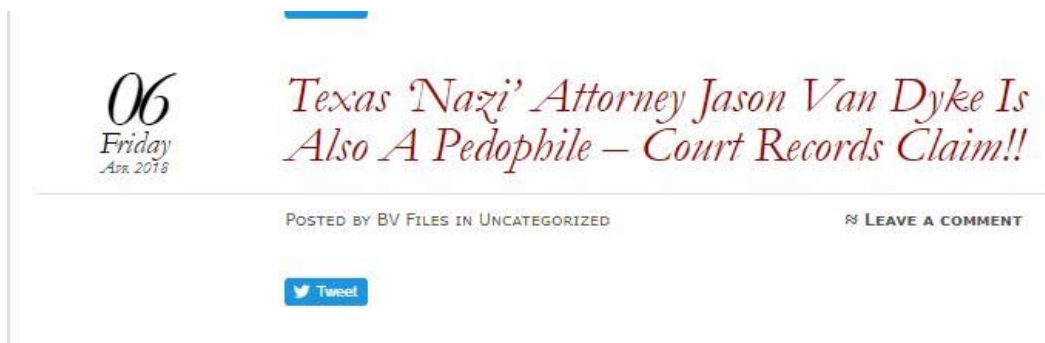 06
Friday
Apr 2018
Texas 'Nazi' Attorney Jason Van Dyke Is
Also A Pedophile – Court Records Claim!!
Posted by BV Files in Uncategorized
≈ Leave a comment
Tweet